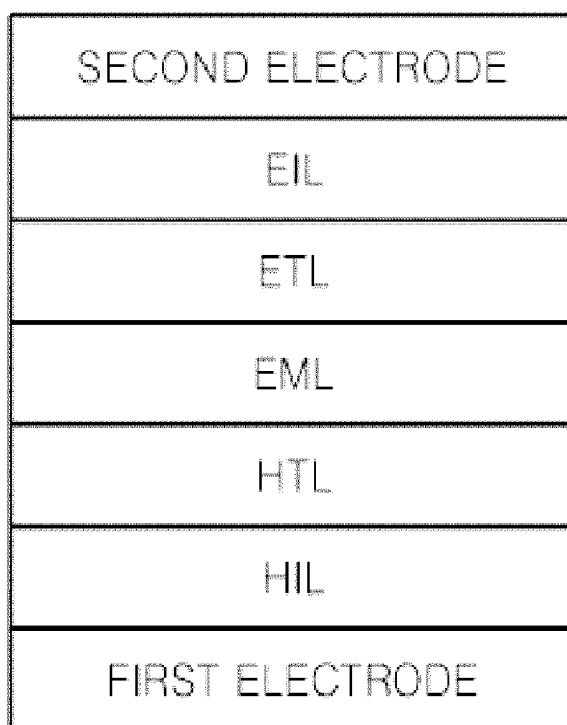 SECOND ELECTRODE
EIL
ETL
EML
HTL
HIL
FIRST ELECTRODE